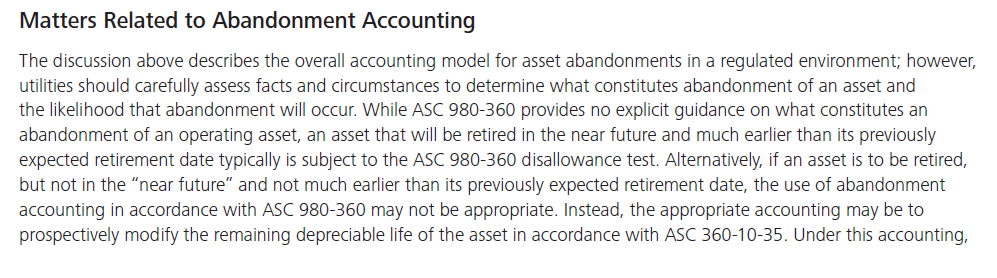 Matters Related to Abandonment Accounting
The discussion above describes the overall accounting model for asset abandonments in a regulated environment; however,
utilities should carefully assess facts and circumstances to determine what constitutes abandonment of an asset and
the likelihood that abandonment will occur. While ASC 980-360 provides no explicit guidance on what constitutes an
abandonment of an operating asset, an asset that will be retired in the near future and much earlier than its previously
expected retirement date typically is subject to the ASC 980-360 disallowance test. Alternatively, if an asset is to be retired,
but not in the “near future” and not much earlier than its previously expected retirement date, the use of abandonment
accounting in accordance with ASC 980-360 may not be appropriate. Instead, the appropriate accounting may be to
prospectively modify the remaining depreciable life of the asset in accordance with ASC 360-10-35. Under this accounting,